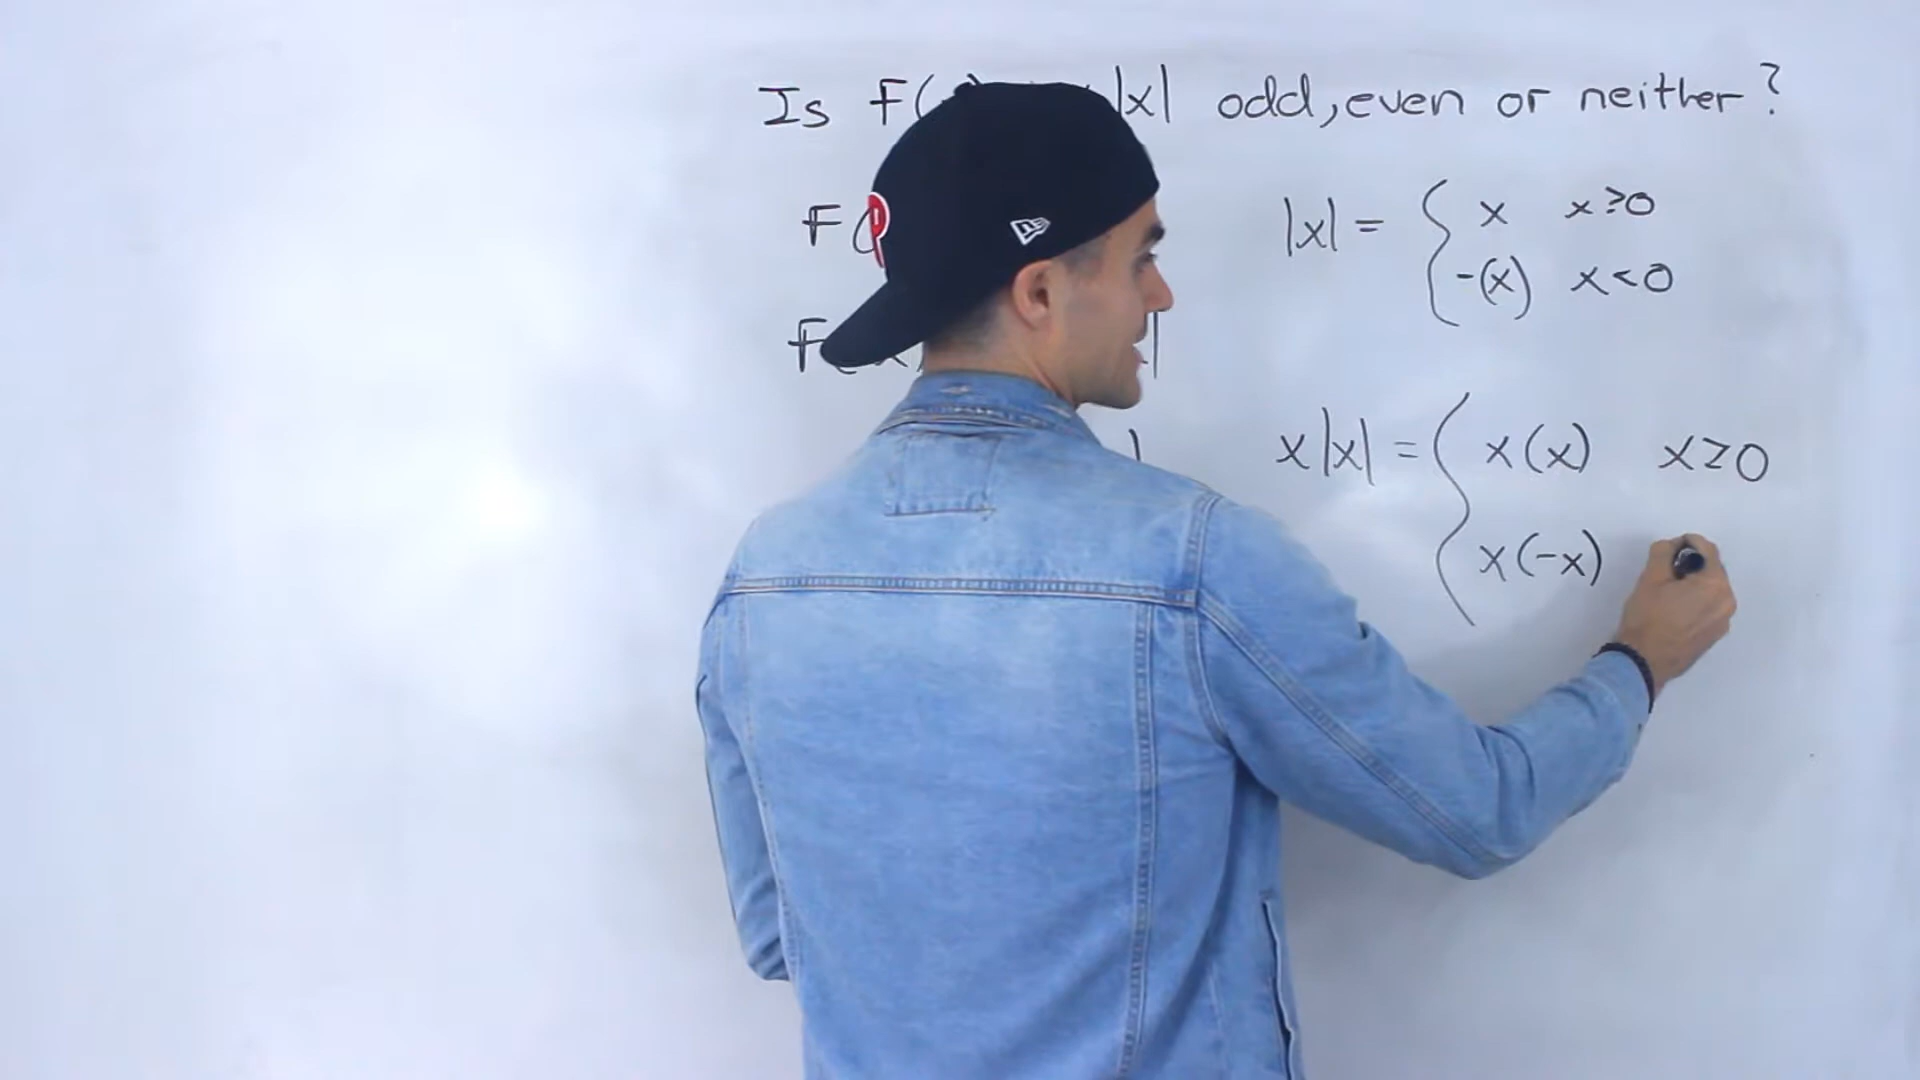 Is F( |x| odd, even or neither?
F(
|x| = { x x≥0
-(x) x<0
F(
x|x| = { x(x) x≥0
x(-x)